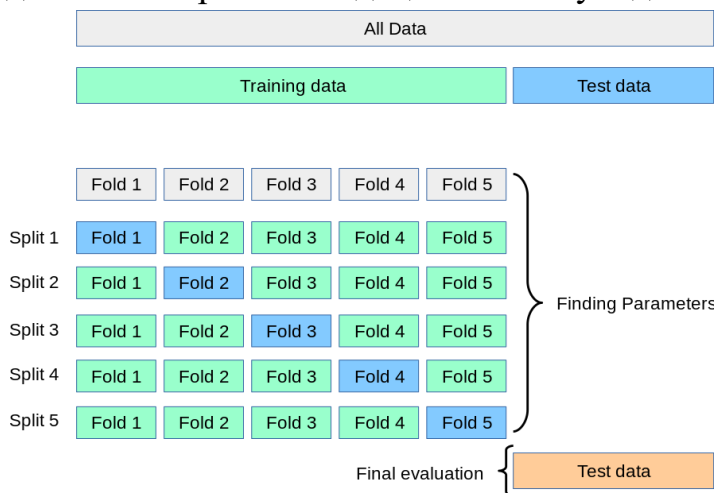 All Data
Training data Test data
Fold 1 Fold 2 Fold 3 Fold 4 Fold 5
Split 1 Fold 1 Fold 2 Fold 3 Fold 4 Fold 5
Split 2 Fold 1 Fold 2 Fold 3 Fold 4 Fold 5
Finding Parameters
Split 3 Fold 1 Fold 2 Fold 3 Fold 4 Fold 5
Split 4 Fold 1 Fold 2 Fold 3 Fold 4 Fold 5
Split 5 Fold 1 Fold 2 Fold 3 Fold 4 Fold 5
Final evaluation Test data